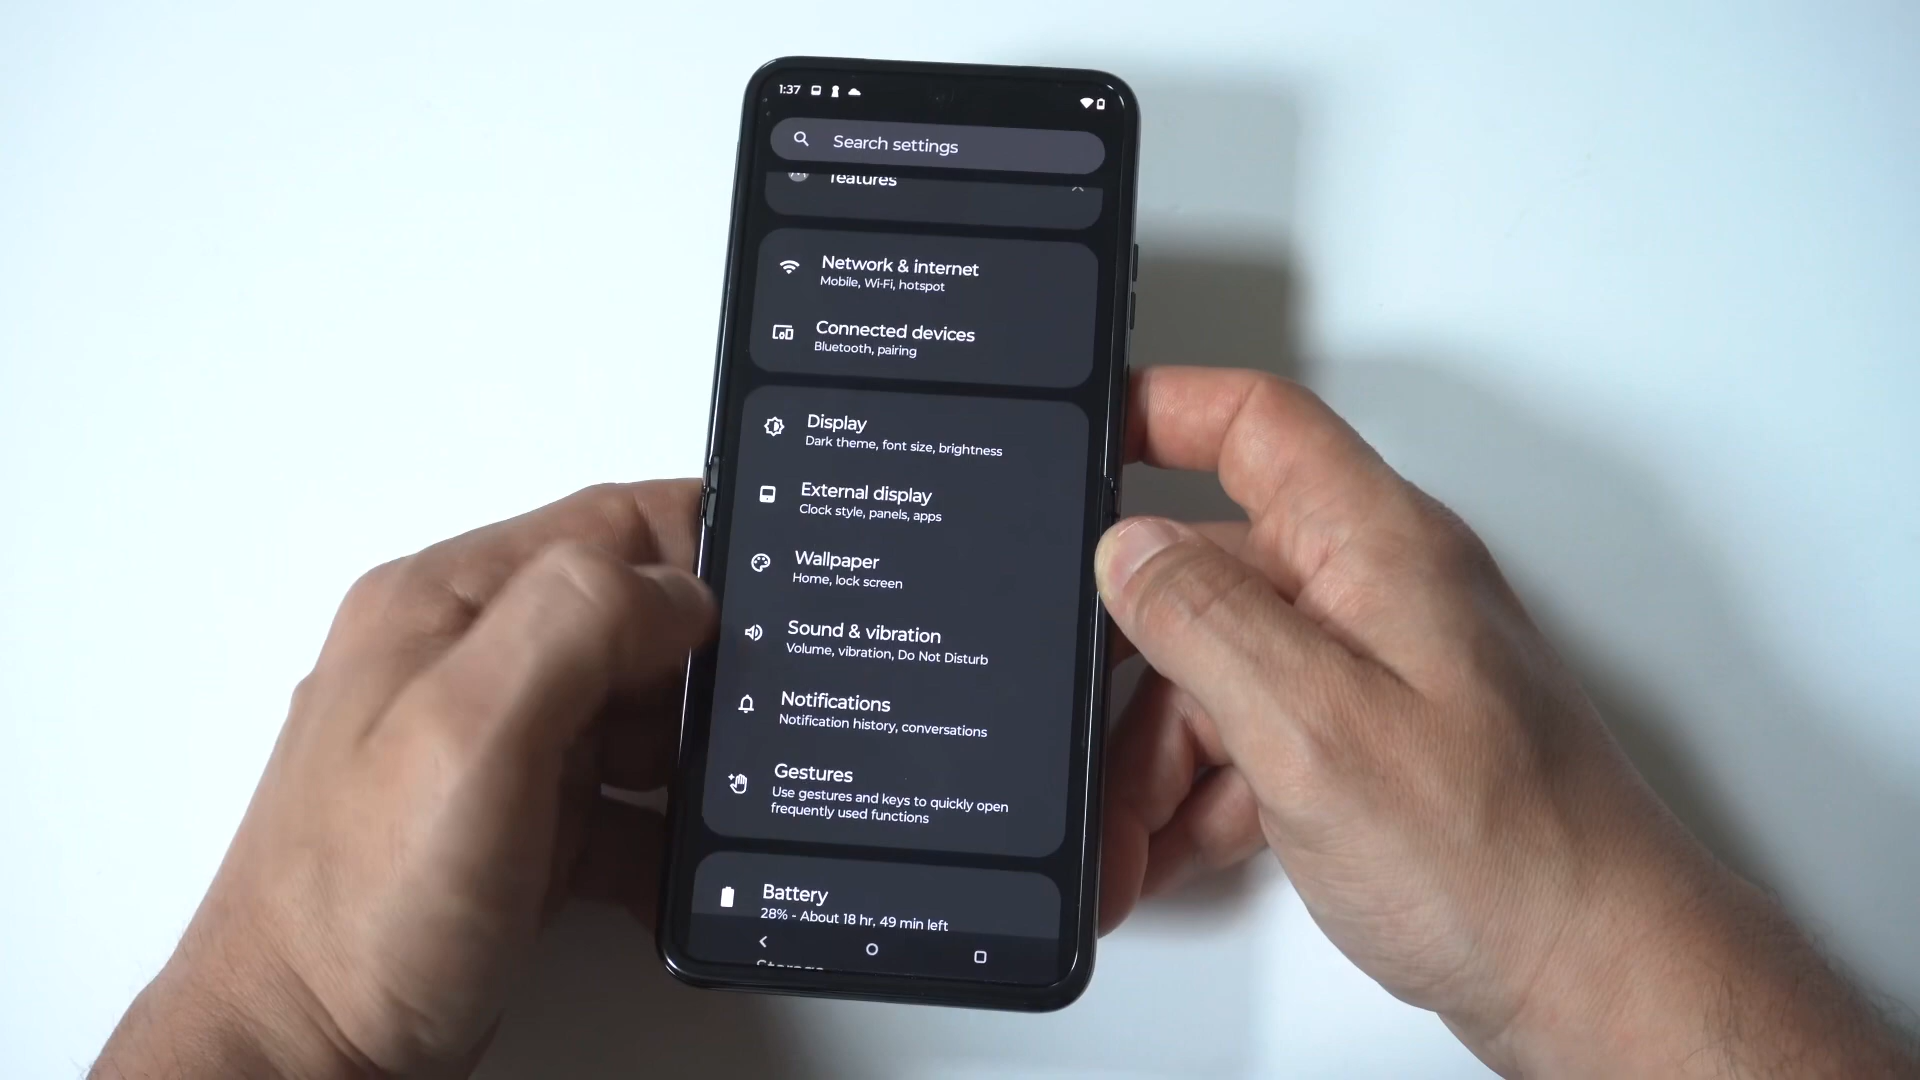 1:37
Search settings
features
Network & internet
Mobile, Wi-Fi, hotspot
Connected devices
Bluetooth, pairing
Display
Dark theme, font size, brightness
External display
Clock style, panels, apps
Wallpaper
Home, lock screen
Sound & vibration
Volume, vibration, Do Not Disturb
Notifications
Notification history, conversations
Gestures
Use gestures and keys to quickly open
frequently used functions
Battery
28% - About 18 hr, 49 min left
Storage